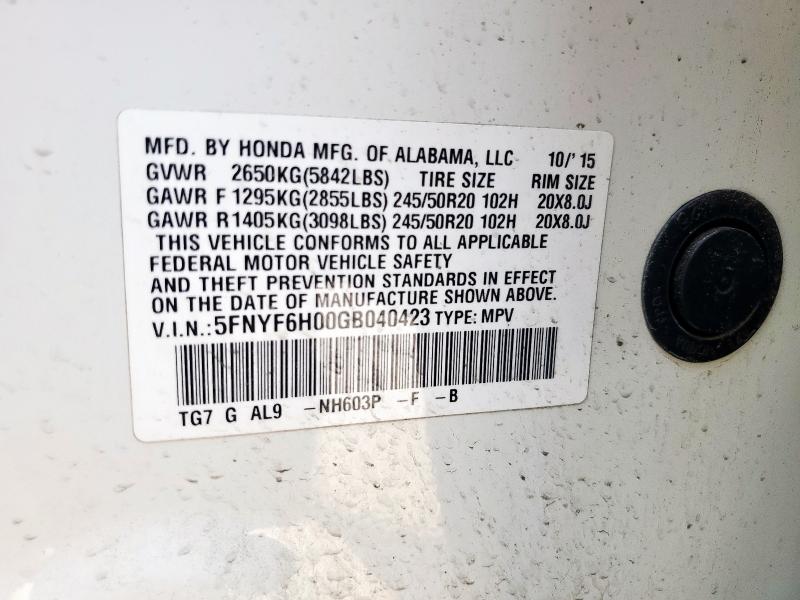 MFD. BY HONDA MFG. OF ALABAMA, LLC 10/'15
GVWR 2650KG(5842LBS) TIRE SIZE RIM SIZE
GAWR F 1295KG(2855LBS) 245/50R20 102H 20X8.0J
GAWR R1405KG(3098LBS) 245/50R20 102H 20X8.0J
THIS VEHICLE CONFORMS TO ALL APPLICABLE
FEDERAL MOTOR VEHICLE SAFETY
AND THEFT PREVENTION STANDARDS IN EFFECT
ON THE DATE OF MANUFACTURE SHOWN ABOVE.
V.I.N.: 5FNYF6H00GB040423 TYPE: MPV
TG7 G AL9 -NH603P -F -B